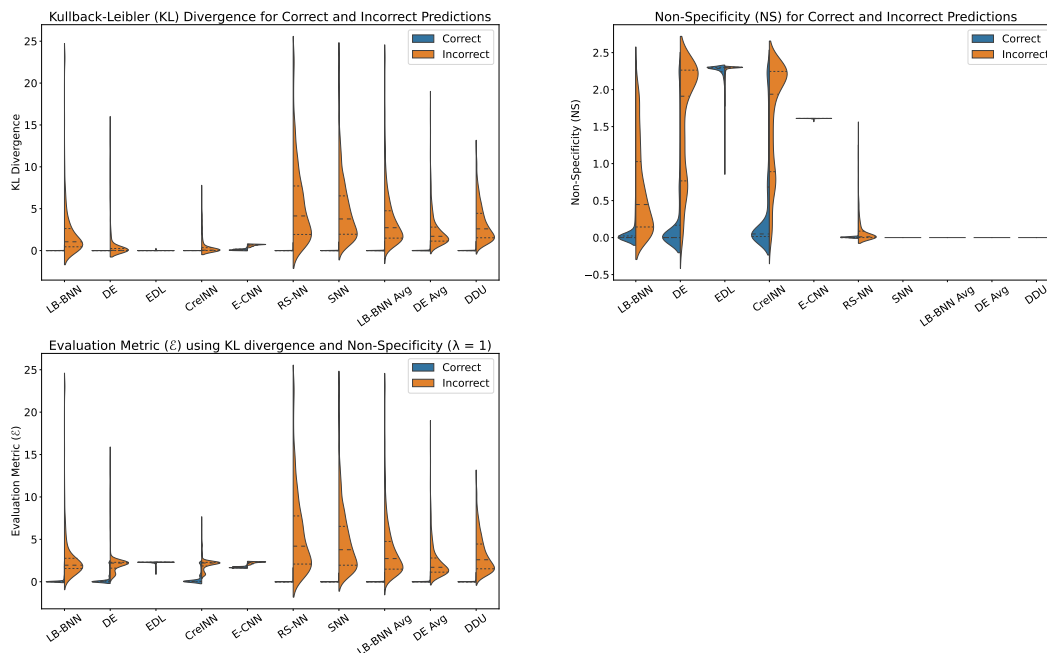 Kullback-Leibler (KL) Divergence for Correct and Incorrect Predictions
KL Divergence
25
20
15
10
5
0
Correct
Incorrect
LB-BNN
DE
EDL
CreINN
E-CNN
RS-NN
SNN
LB-BNN Avg
DE Avg
DDU
Non-Specificity (NS) for Correct and Incorrect Predictions
Non-Specificity (NS)
2.5
2.0
1.5
1.0
0.5
0.0
−0.5
Correct
Incorrect
LB-BNN
DE
EDL
CreINN
E-CNN
RS-NN
SNN
LB-BNN Avg
DE Avg
DDU
Evaluation Metric (ℰ) using KL divergence and Non-Specificity (λ = 1)
Evaluation Metric (ℰ)
25
20
15
10
5
0
Correct
Incorrect
LB-BNN
DE
EDL
CreINN
E-CNN
RS-NN
SNN
LB-BNN Avg
DE Avg
DDU